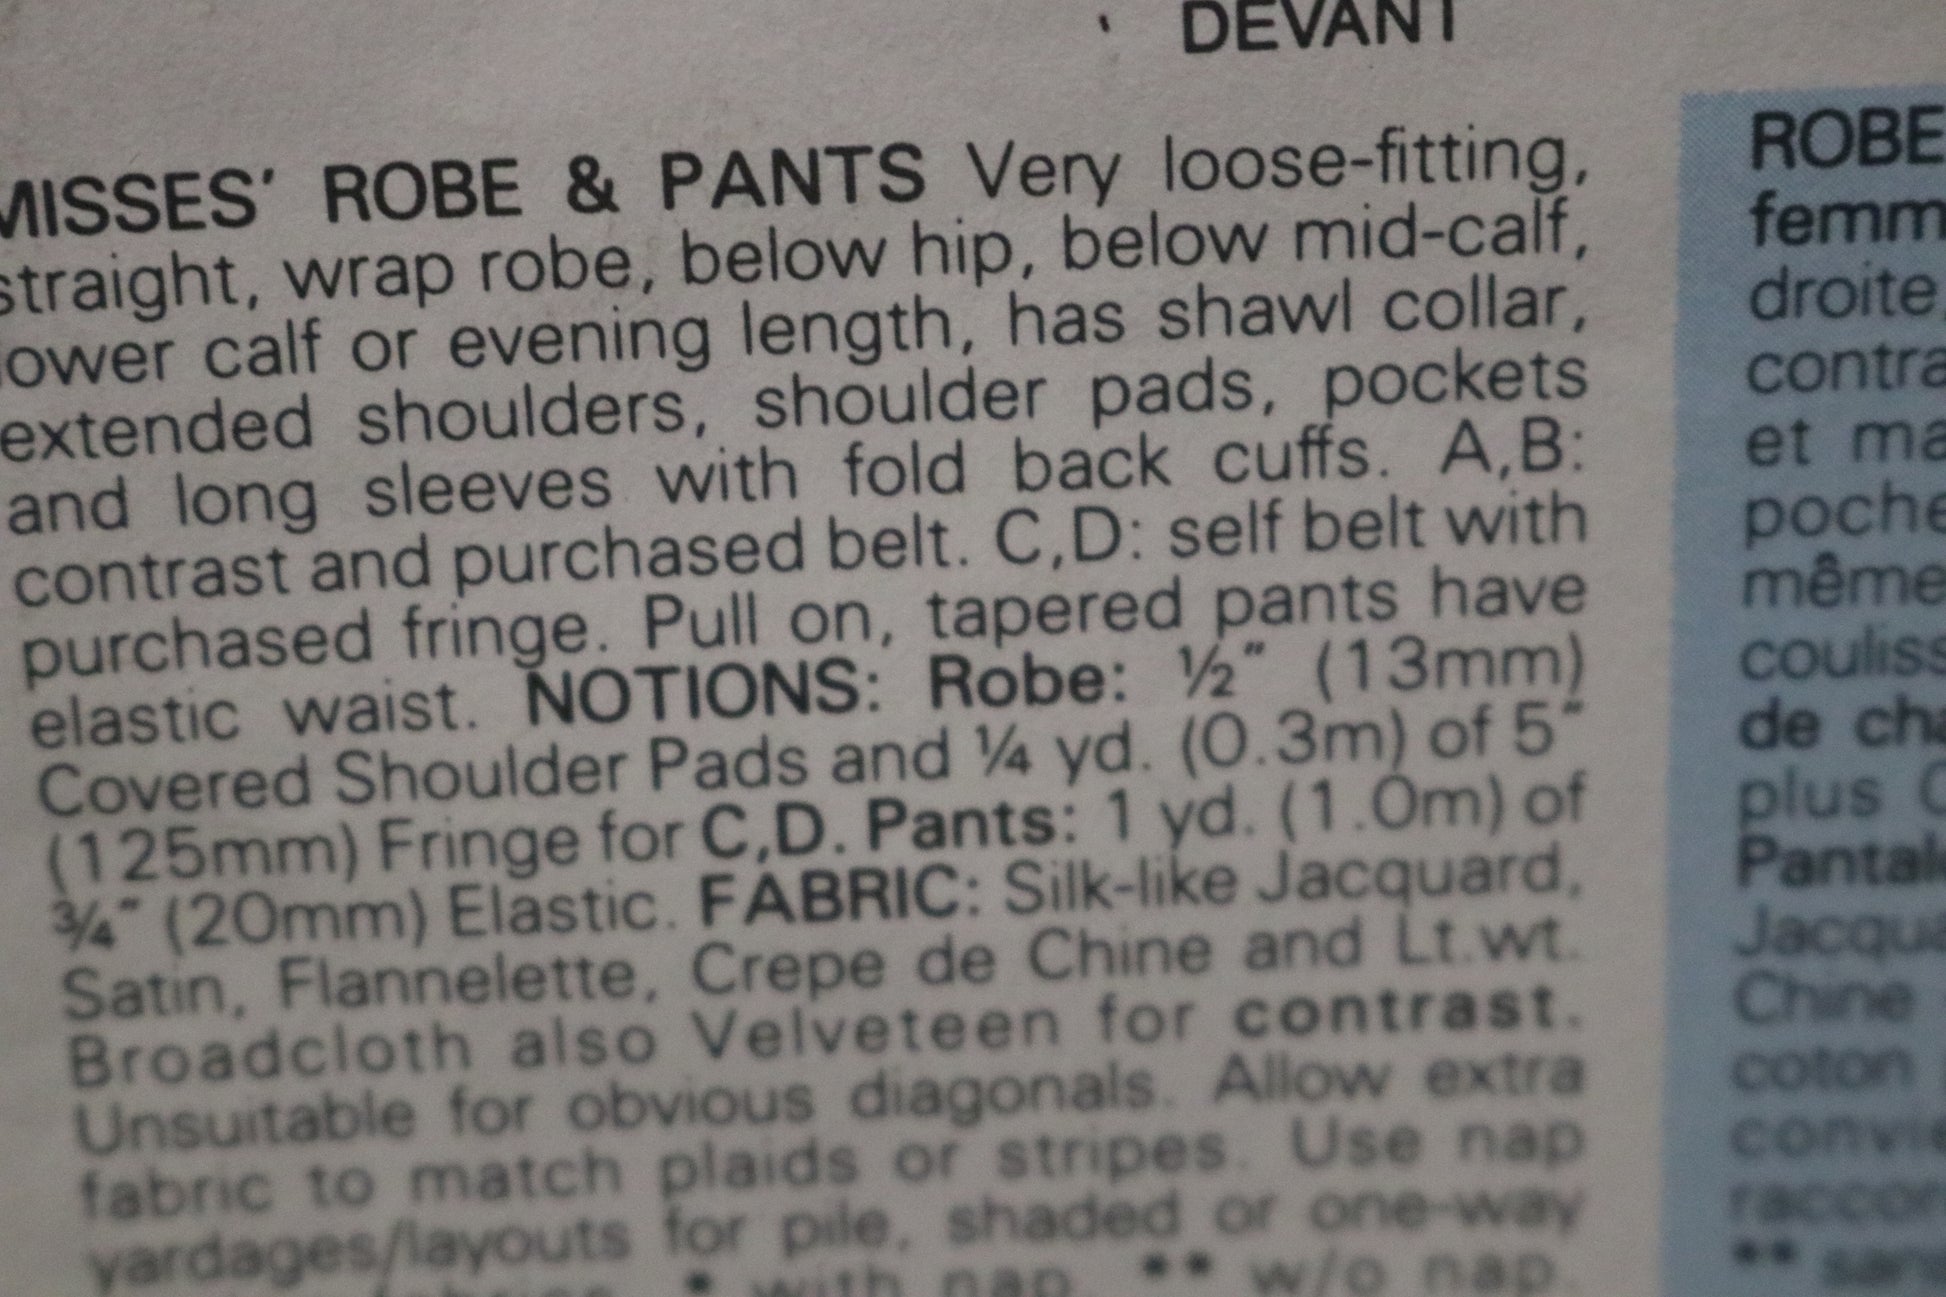 DEVANT
MISSES' ROBE & PANTS Very loose-fitting,
straight, wrap robe, below hip, below mid-calf,
lower calf or evening length, has shawl collar,
extended shoulders, shoulder pads, pockets
and long sleeves with fold back cuffs. A,B:
contrast and purchased belt. C,D: self belt with
purchased fringe. Pull on, tapered pants have
elastic waist. NOTIONS: Robe: ½" (13mm)
Covered Shoulder Pads and ¼ yd. (0.3m) of 5"
(125mm) Fringe for C,D. Pants: 1 yd. (1.0m) of
¾" (20mm) Elastic. FABRIC: Silk-like Jacquard,
Satin, Flannelette, Crepe de Chine and Lt.wt.
Broadcloth also Velveteen for contrast.
Unsuitable for obvious diagonals. Allow extra
fabric to match plaids or stripes. Use nap
yardages/layouts for pile, shaded or one-way
* with nap. ** w/o nap.
ROBE
femm
droite,
contra
et ma
poche
même
couliss
de cha
plus
Pantal
Jacqua
Chine
coton
convie
raccor
** sans